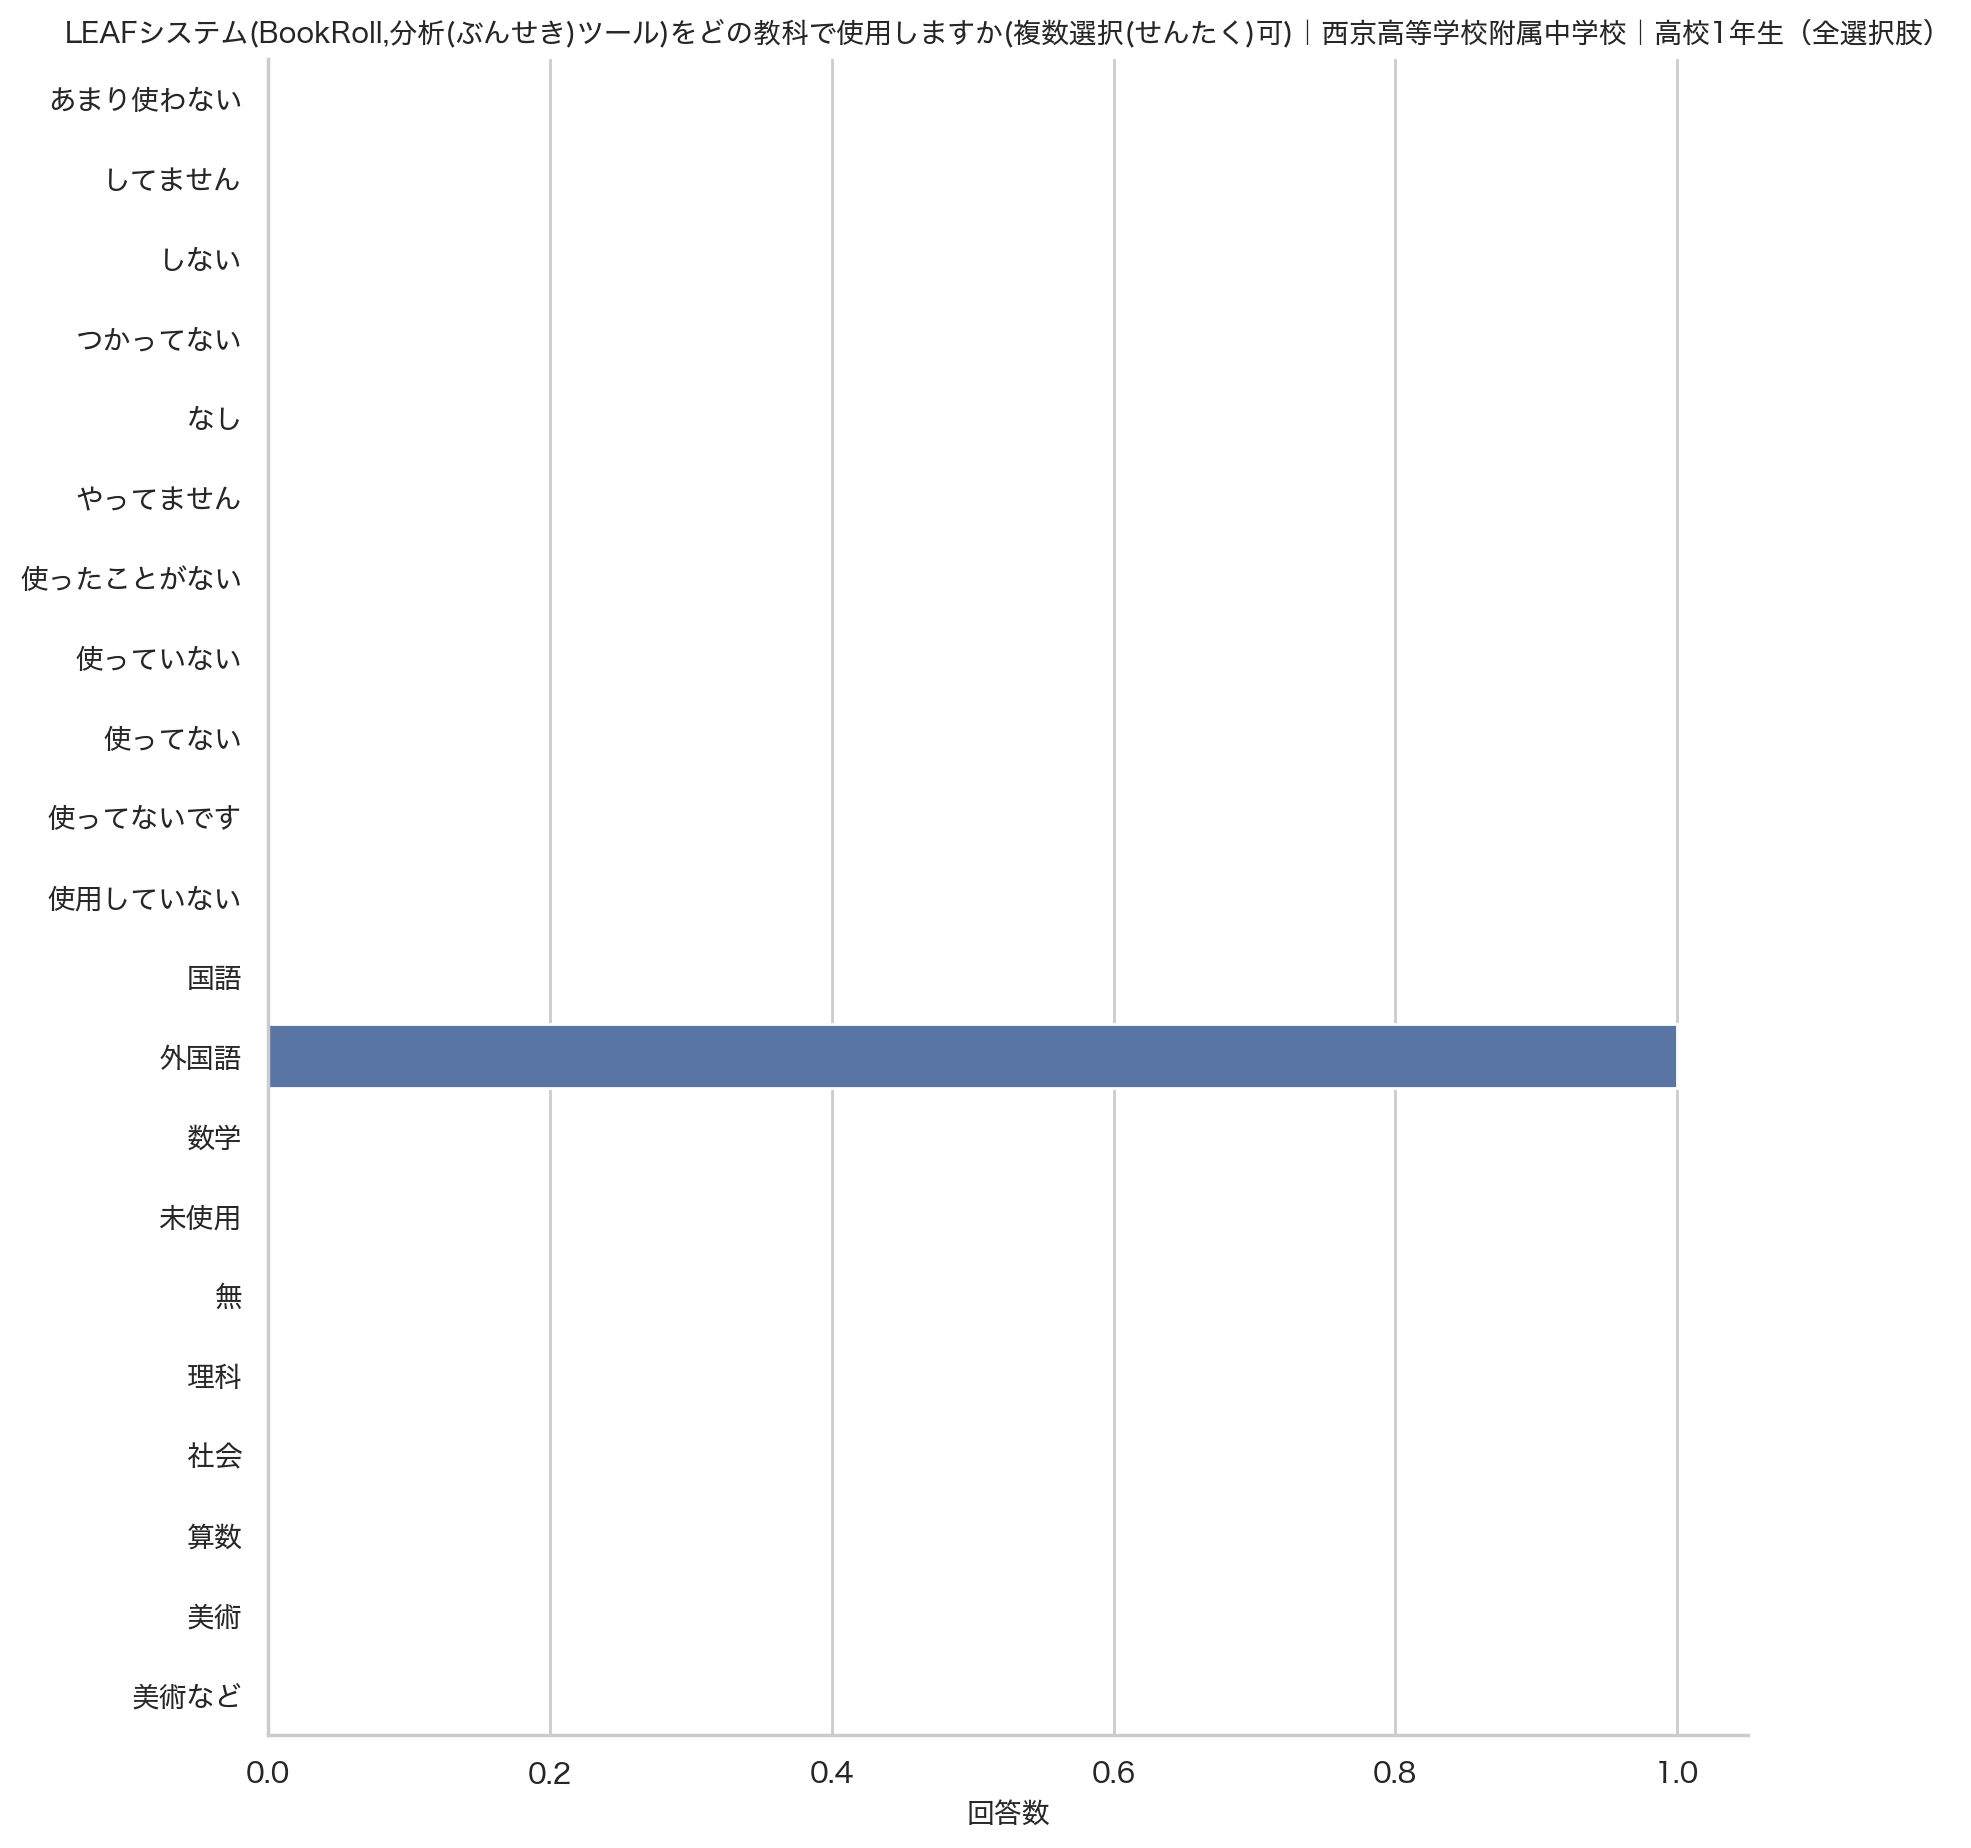 LEAFシステム(BookRoll,分析(ぶんせき)ツール)をどの教科で使用しますか(複数選択(せんたく)可)｜西京高等学校附属中学校｜高校1年生（全選択肢）
あまり使わない
してません
しない
つかってない
なし
やってません
使ったことがない
使っていない
使ってない
使ってないです
使用していない
国語
外国語
数学
未使用
無
理科
社会
算数
美術
美術など
0.0 0.2 0.4 0.6 0.8 1.0
回答数